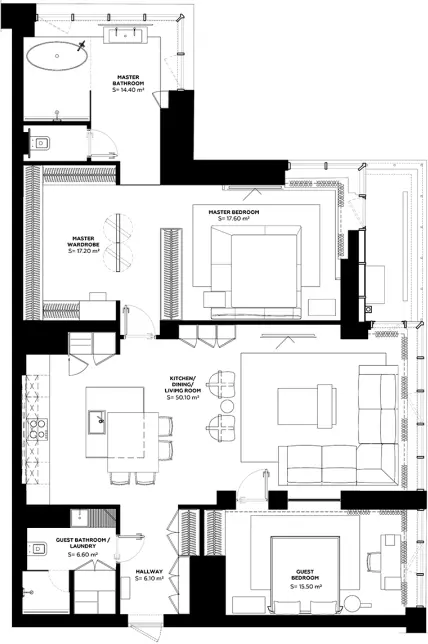 MASTER
BATHROOM
S= 14.40 m²
MASTER BEDROOM
S= 17.60 m²
MASTER
WARDROBE
S= 17.20 m²
KITCHEN/
DINING/
LIVING ROOM
S= 50.10 m²
GUEST BATHROOM /
LAUNDRY
S= 6.60 m²
HALLWAY
S= 6.10 m²
GUEST
BEDROOM
S= 15.50 m²